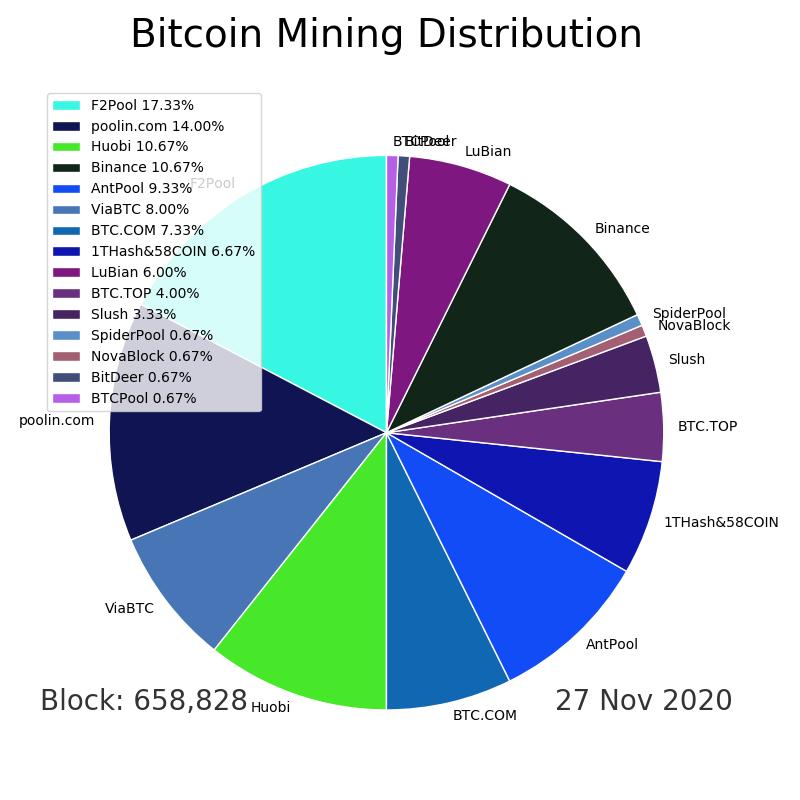 Bitcoin Mining Distribution
F2Pool 17.33%
poolin.com 14.00%
Huobi 10.67%
Binance 10.67%
AntPool 9.33%
ViaBTC 8.00%
BTC.COM 7.33%
1THash&58COIN 6.67%
LuBian 6.00%
BTC.TOP 4.00%
Slush 3.33%
SpiderPool 0.67%
NovaBlock 0.67%
BitDeer 0.67%
BTCPool 0.67%
BTCPool
BitDeer
LuBian
F2Pool
Binance
SpiderPool
NovaBlock
Slush
poolin.com
BTC.TOP
1THash&58COIN
ViaBTC
AntPool
Huobi
BTC.COM
Block: 658,828
27 Nov 2020